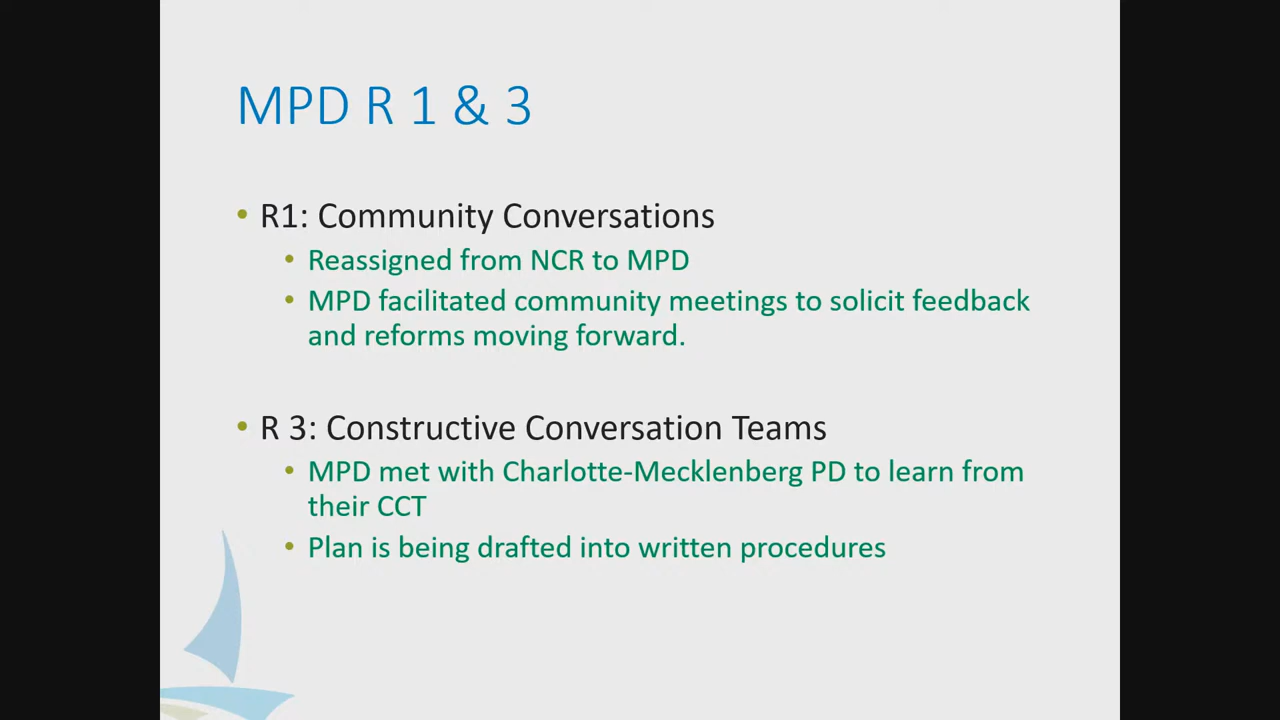 MPD R 1 & 3
• R1: Community Conversations
• Reassigned from NCR to MPD
• MPD facilitated community meetings to solicit feedback
and reforms moving forward.
• R 3: Constructive Conversation Teams
• MPD met with Charlotte-Mecklenberg PD to learn from
their CCT
• Plan is being drafted into written procedures